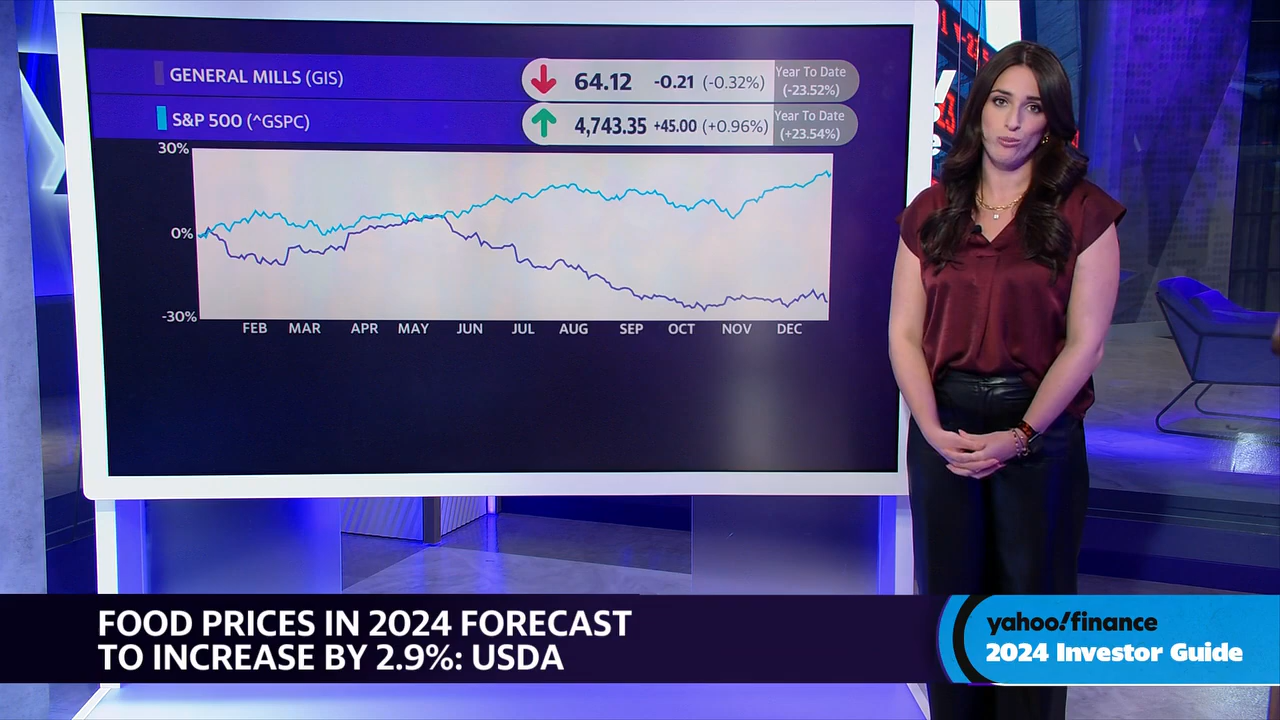 GENERAL MILLS (GIS)
64.12 -0.21 (-0.32%)
Year To Date
(-23.52%)
S&P 500 (^GSPC)
4,743.35 +45.00 (+0.96%)
Year To Date
(+23.54%)
30%
0%
-30%
FEB MAR APR MAY JUN JUL AUG SEP OCT NOV DEC
FOOD PRICES IN 2024 FORECAST
TO INCREASE BY 2.9%: USDA
yahoo!finance
2024 Investor Guide